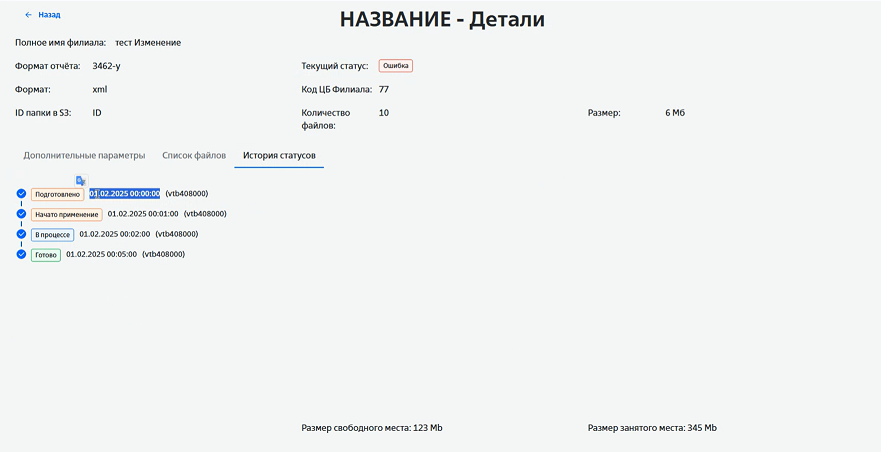 Назад
НАЗВАНИЕ - Детали
Полное имя филиала: тест Изменение
Формат отчёта: 3462-у Текущий статус: Ошибка
Формат: xml Код ЦБ Филиала: 77
ID папки в S3: ID Количество файлов: 10 Размер: 6 Мб
Дополнительные параметры Список файлов История статусов
Подготовлено 01.02.2025 00:00:00 (vtb408000)
Начато применение 01.02.2025 00:01:00 (vtb408000)
В процессе 01.02.2025 00:02:00 (vtb408000)
Готово 01.02.2025 00:05:00 (vtb408000)
Размер свободного места: 123 Mb Размер занятого места: 345 Mb